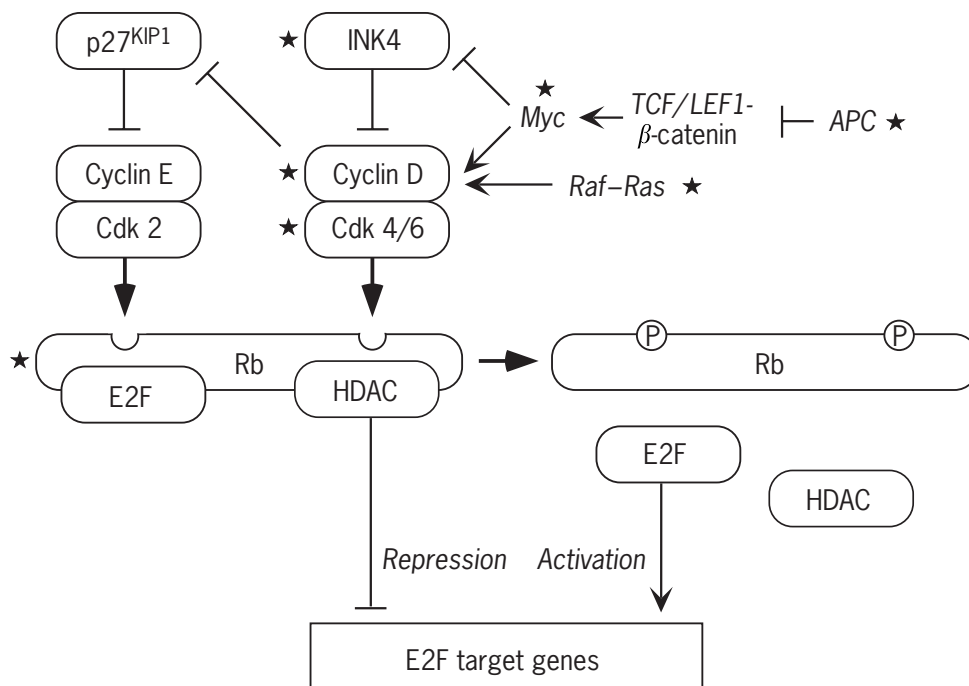 p27KIP1
INK4
Myc
TCF/LEF1-
β-catenin
APC
Cyclin E
Cyclin D
Raf–Ras
Cdk 2
Cdk 4/6
Rb
E2F
HDAC
P
P
Rb
E2F
HDAC
Repression
Activation
E2F target genes